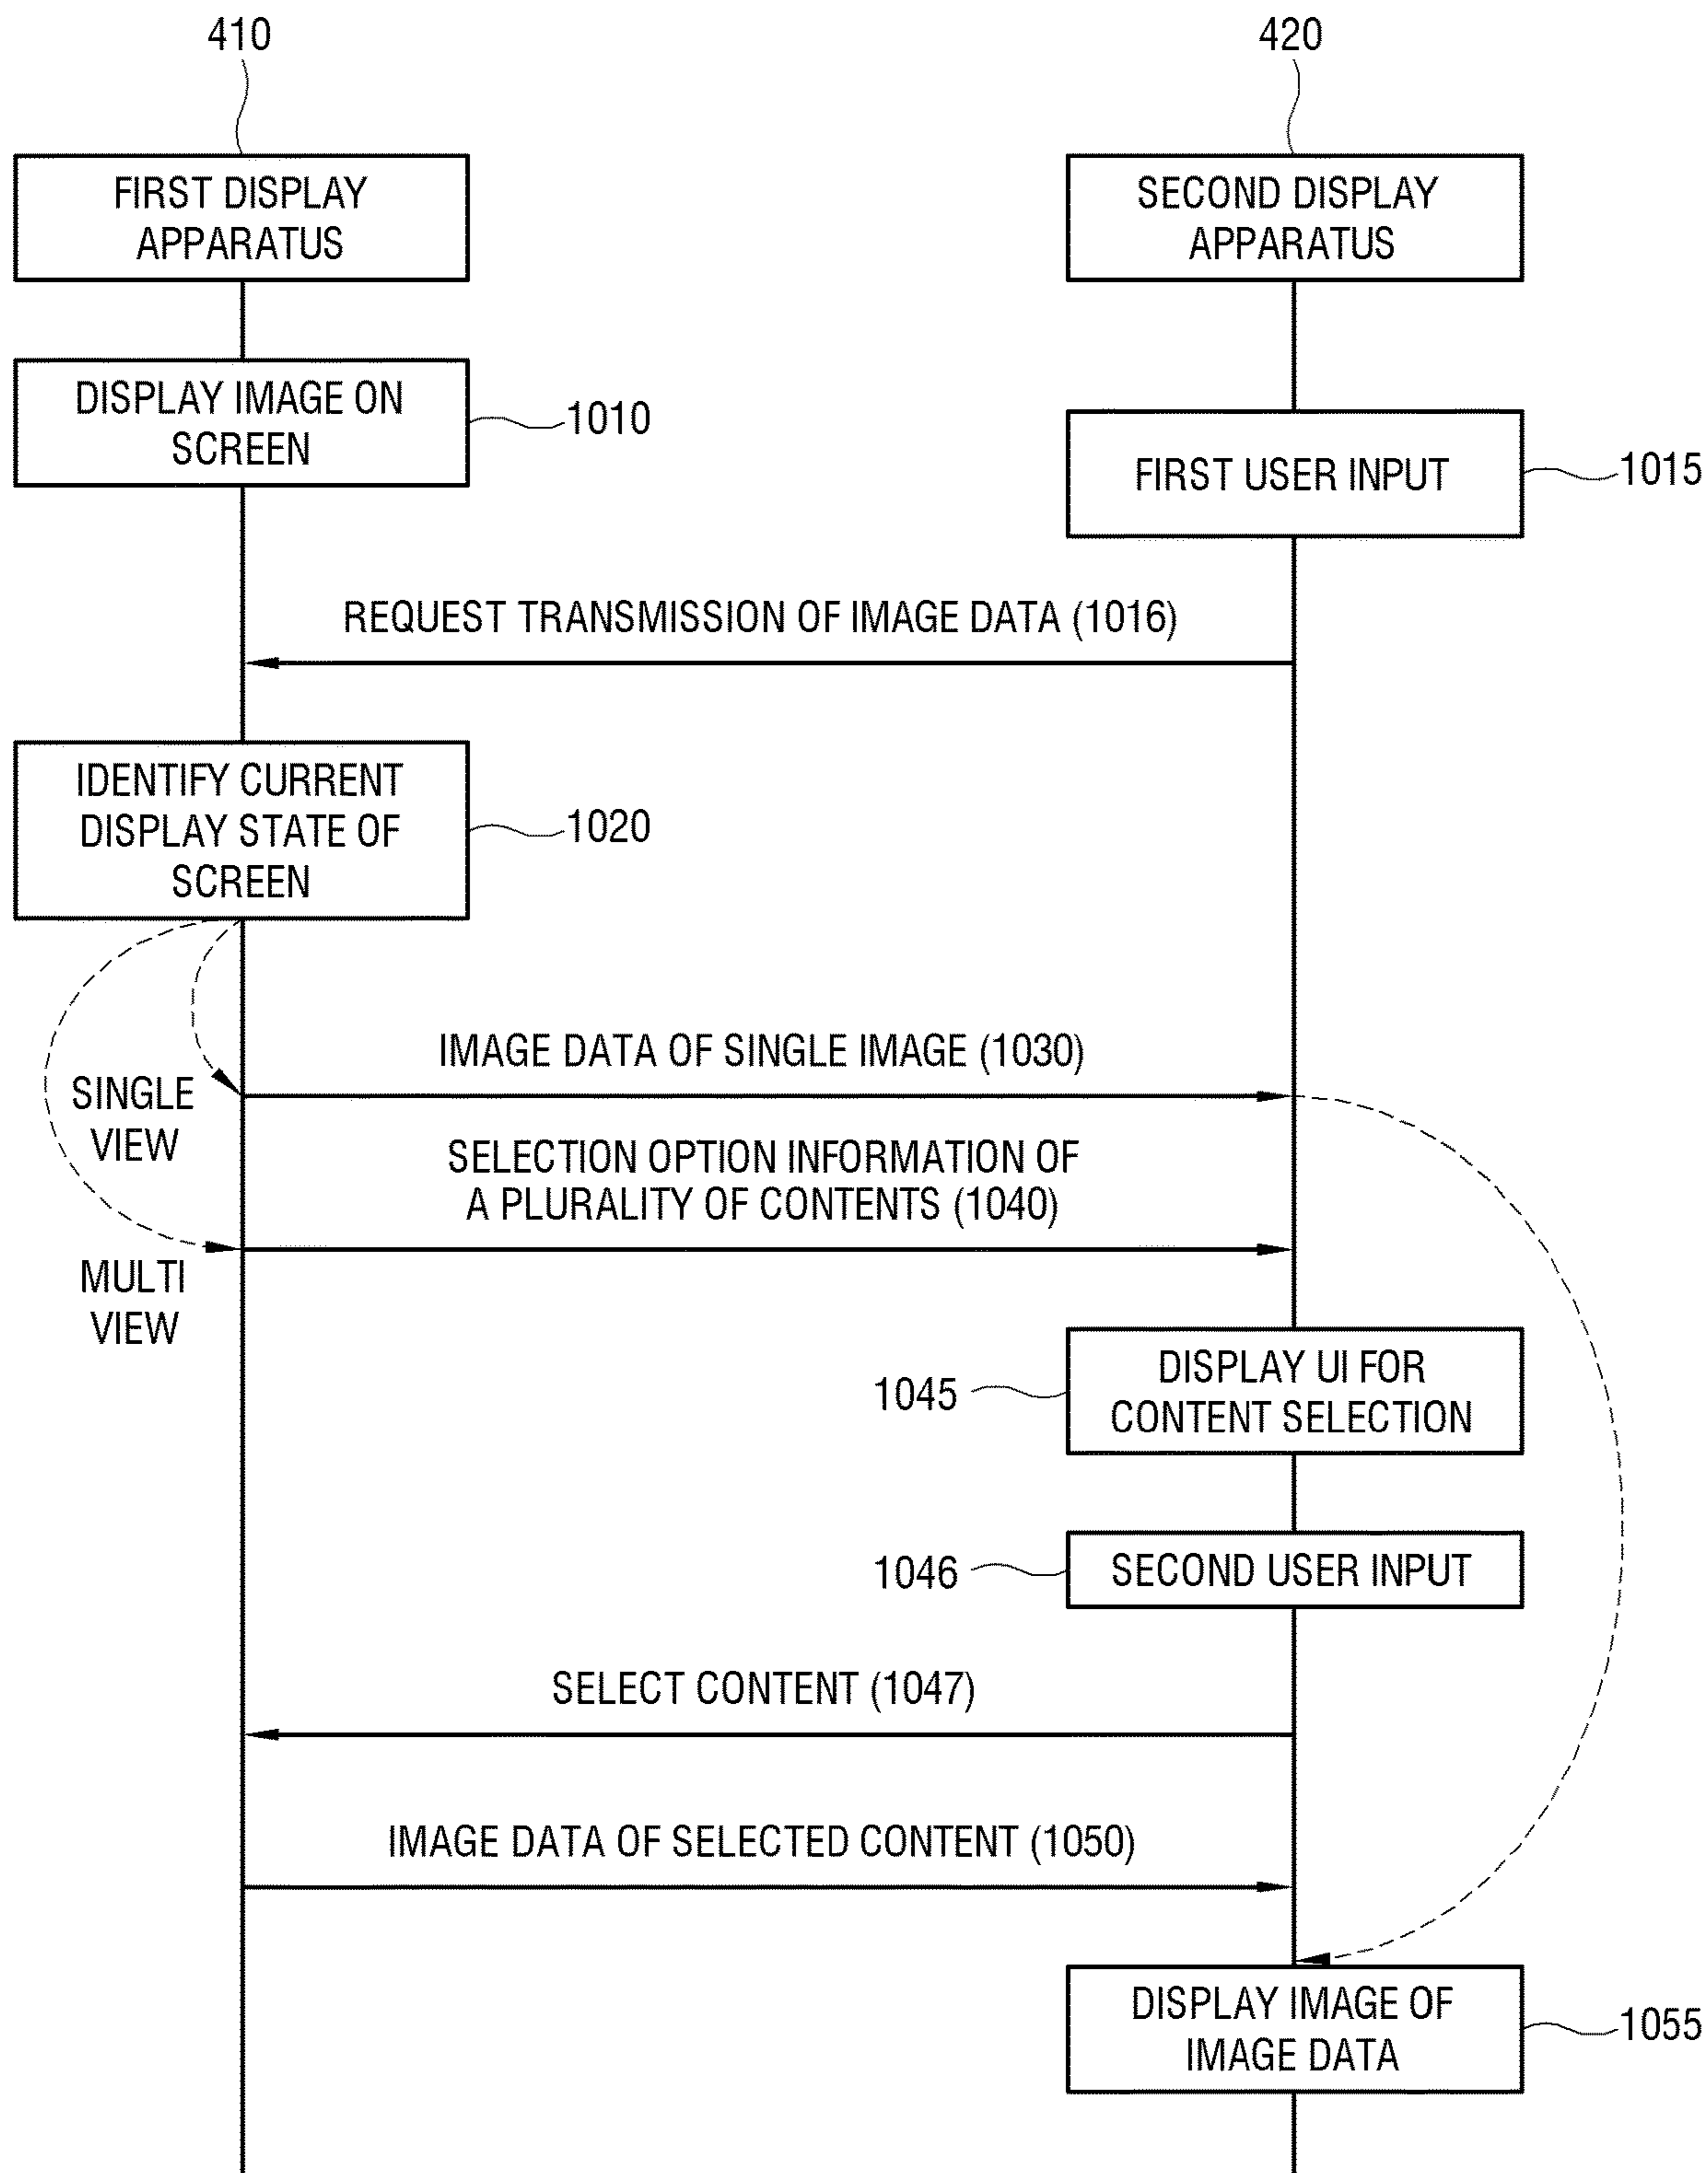 410
420
FIRST DISPLAY
APPARATUS
SECOND DISPLAY
APPARATUS
DISPLAY IMAGE ON
SCREEN
1010
FIRST USER INPUT
1015
REQUEST TRANSMISSION OF IMAGE DATA (1016)
IDENTIFY CURRENT
DISPLAY STATE OF
SCREEN
1020
IMAGE DATA OF SINGLE IMAGE (1030)
SINGLE
VIEW
SELECTION OPTION INFORMATION OF
A PLURALITY OF CONTENTS (1040)
MULTI
VIEW
1045
DISPLAY UI FOR
CONTENT SELECTION
1046
SECOND USER INPUT
SELECT CONTENT (1047)
IMAGE DATA OF SELECTED CONTENT (1050)
DISPLAY IMAGE OF
IMAGE DATA
1055